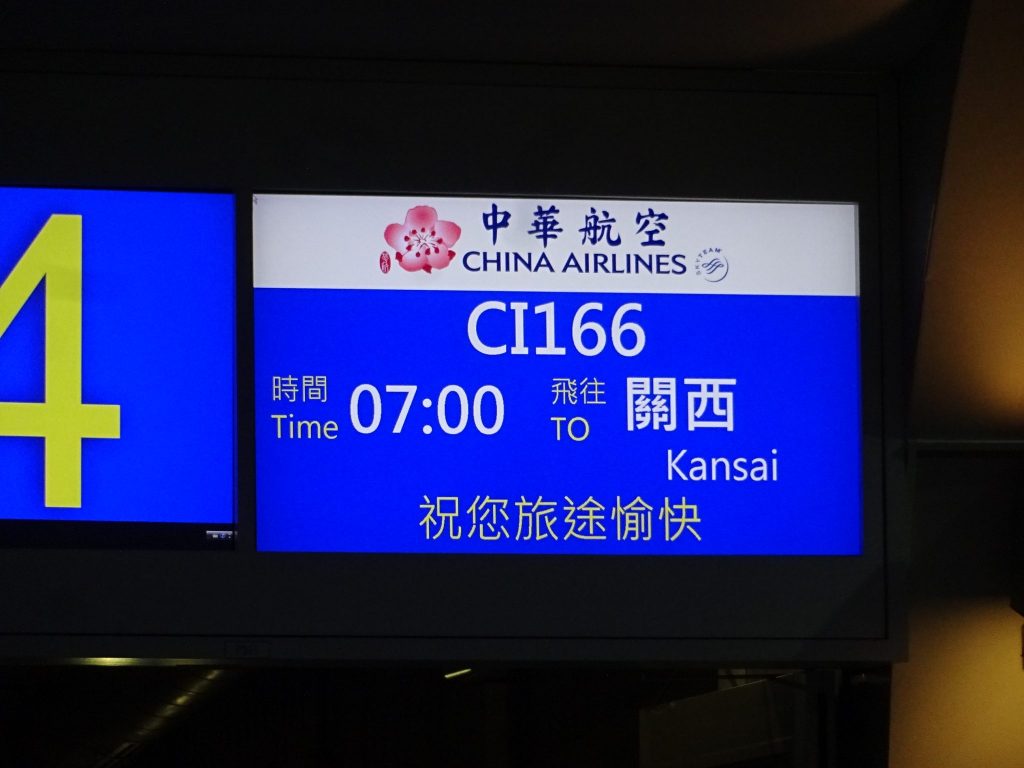 4
中華航空
CHINA AIRLINES
SKYTEAM
CI166
時間 07:00 飛往 關西
Time TO
Kansai
祝您旅途愉快